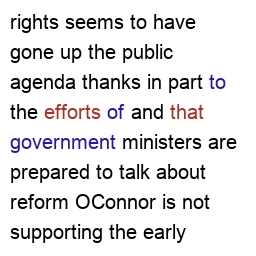 rights seems to have
gone up the public
agenda thanks in part to
the efforts of and that
government ministers are
prepared to talk about
reform OConnor is not
supporting the early